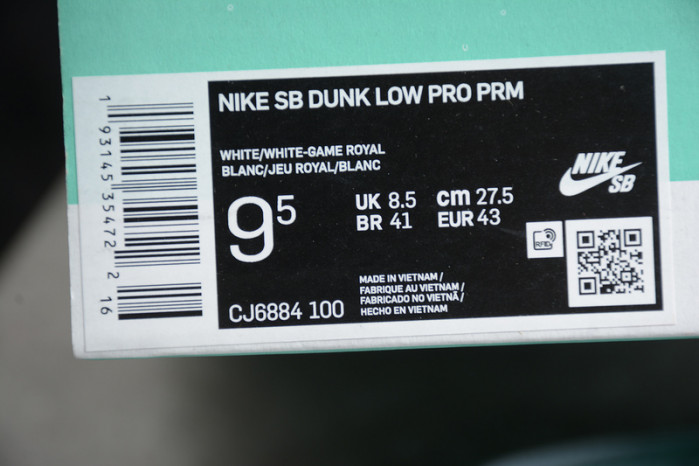 NIKE SB DUNK LOW PRO PRM
WHITE/WHITE-GAME ROYAL
BLANC/JEU ROYAL/BLANC
9⁵
UK 8.5 cm 27.5
BR 41 EUR 43
NIKE
SB
RFID
MADE IN VIETNAM/
FABRIQUE AU VIETNAM/
FABRICADO NO VIETNÃ/
HECHO EN VIETNAM
CJ6884 100
1 93145 35472 2 16